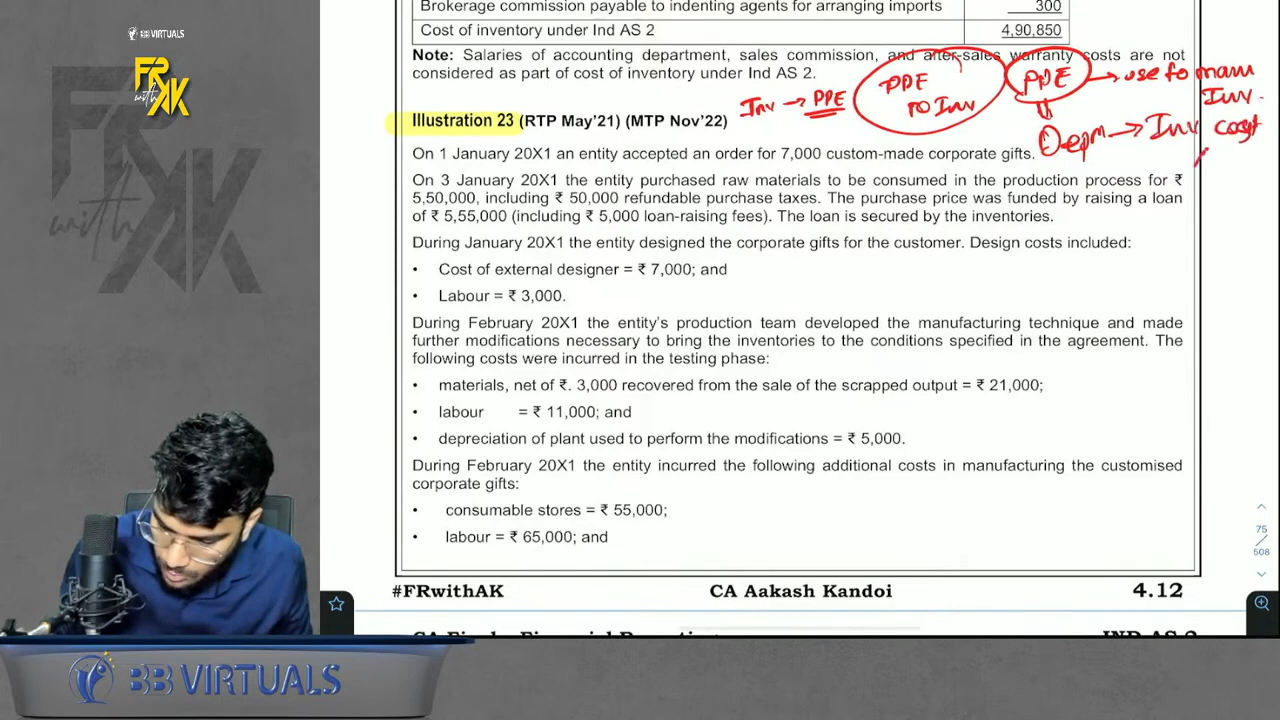 BB VIRTUALS
FR
with
AK
Brokerage commission payable to indenting agents for arranging imports 300
Cost of inventory under Ind AS 2 4,90,850
Note: Salaries of accounting department, sales commission, and after-sales warranty costs are not
considered as part of cost of inventory under Ind AS 2.
PPE
to Inv
PPE → use to manu
Inv.
Inv → PPE
Depn → Inv cost
Illustration 23 (RTP May'21) (MTP Nov'22)
On 1 January 20X1 an entity accepted an order for 7,000 custom-made corporate gifts.
On 3 January 20X1 the entity purchased raw materials to be consumed in the production process for ₹
5,50,000, including ₹ 50,000 refundable purchase taxes. The purchase price was funded by raising a loan
of ₹ 5,55,000 (including ₹ 5,000 loan-raising fees). The loan is secured by the inventories.
During January 20X1 the entity designed the corporate gifts for the customer. Design costs included:
• Cost of external designer = ₹ 7,000; and
• Labour = ₹ 3,000.
During February 20X1 the entity's production team developed the manufacturing technique and made
further modifications necessary to bring the inventories to the conditions specified in the agreement. The
following costs were incurred in the testing phase:
• materials, net of ₹. 3,000 recovered from the sale of the scrapped output = ₹ 21,000;
• labour = ₹ 11,000; and
• depreciation of plant used to perform the modifications = ₹ 5,000.
During February 20X1 the entity incurred the following additional costs in manufacturing the customised
corporate gifts:
• consumable stores = ₹ 55,000;
• labour = ₹ 65,000; and
#FRwithAK CA Aakash Kandoi 4.12
75
/
508
IND AS 2
BB VIRTUALS